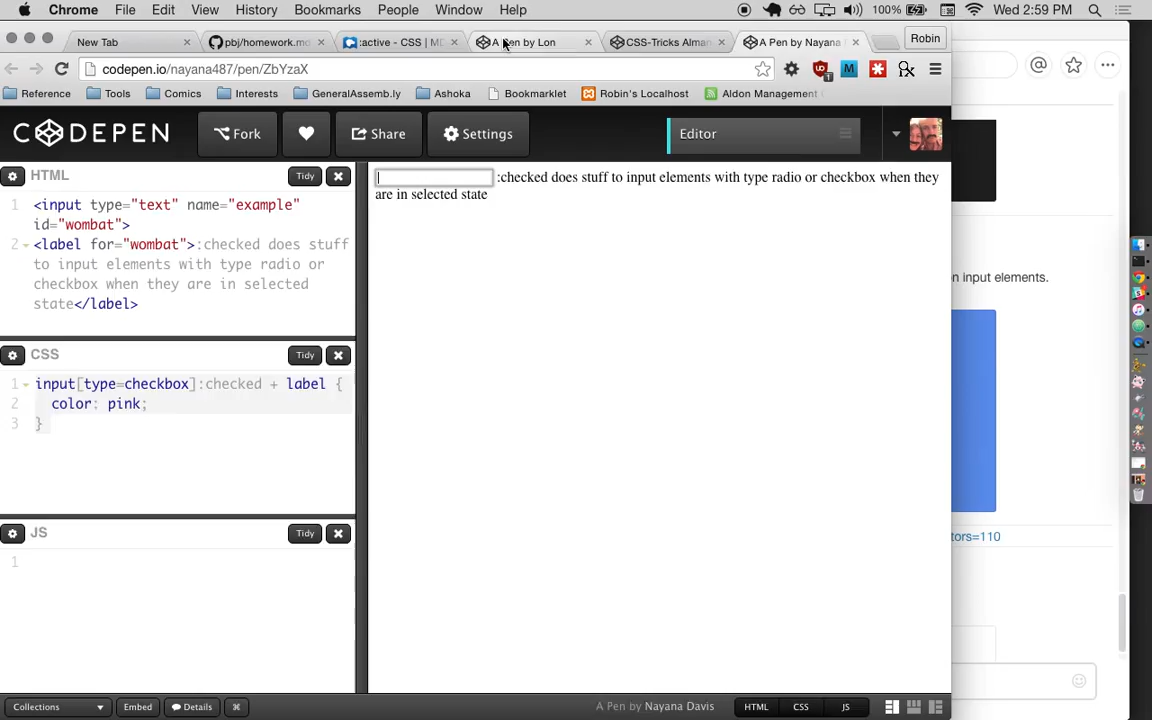 Chrome File Edit View History Bookmarks People Window Help 100% Wed 2:59 PM
New Tab pbj/homework.md :active - CSS | MD A Pen by Lon CSS-Tricks Alman A Pen by Nayana Robin
codepen.io/nayana487/pen/ZbYzaX
Reference Tools Comics Interests GeneralAssemb.ly Ashoka Bookmarklet Robin's Localhost Aldon Management
CODEPEN Fork Share Settings Editor
HTML Tidy
1 <input type="text" name="example"
id="wombat">
2 <label for="wombat">:checked does stuff
to input elements with type radio or
checkbox when they are in selected
state</label>
CSS Tidy
1 input[type=checkbox]:checked + label {
2 color: pink;
3 }
JS Tidy
1
:checked does stuff to input elements with type radio or checkbox when they
are in selected state
n input elements.
tors=110
Collections Embed Details ⌘ A Pen by Nayana Davis HTML CSS JS